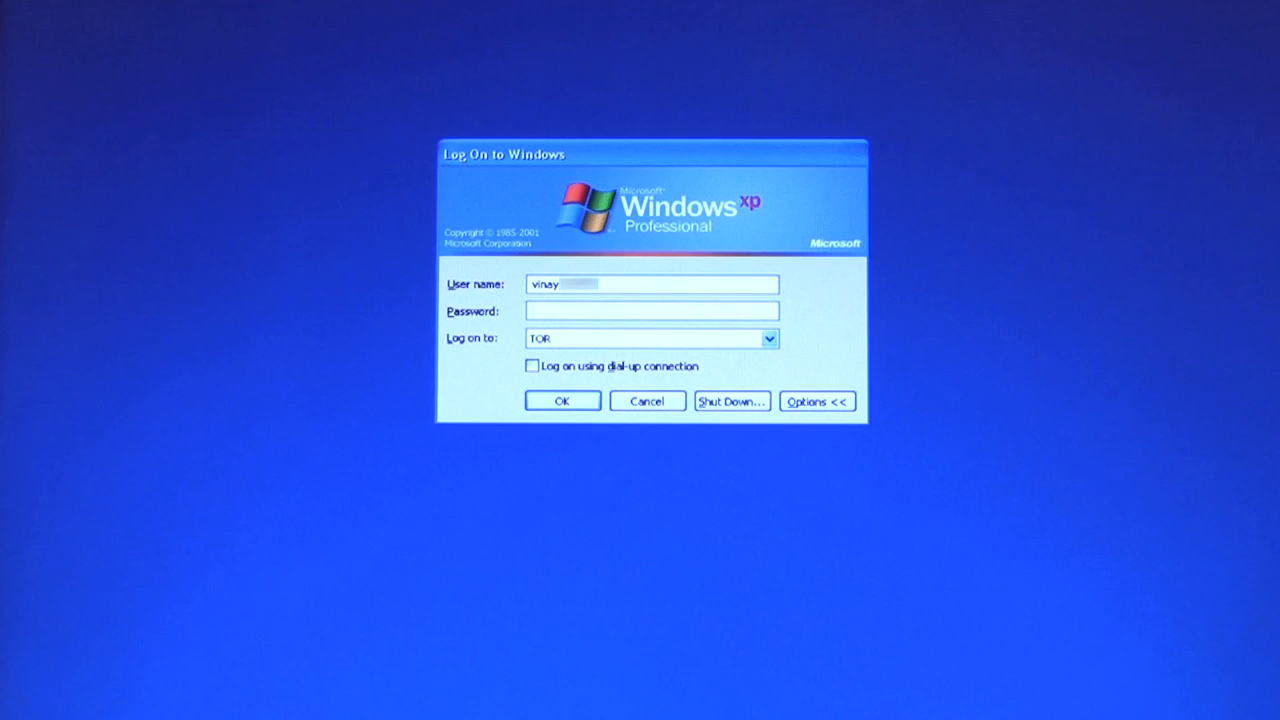 Log On to Windows
Microsoft
Windows xp
Professional
Copyright © 1985-2001
Microsoft Corporation
Microsoft
User name: vinay
Password:
Log on to: TOR
Log on using dial-up connection
OK Cancel Shut Down... Options <<